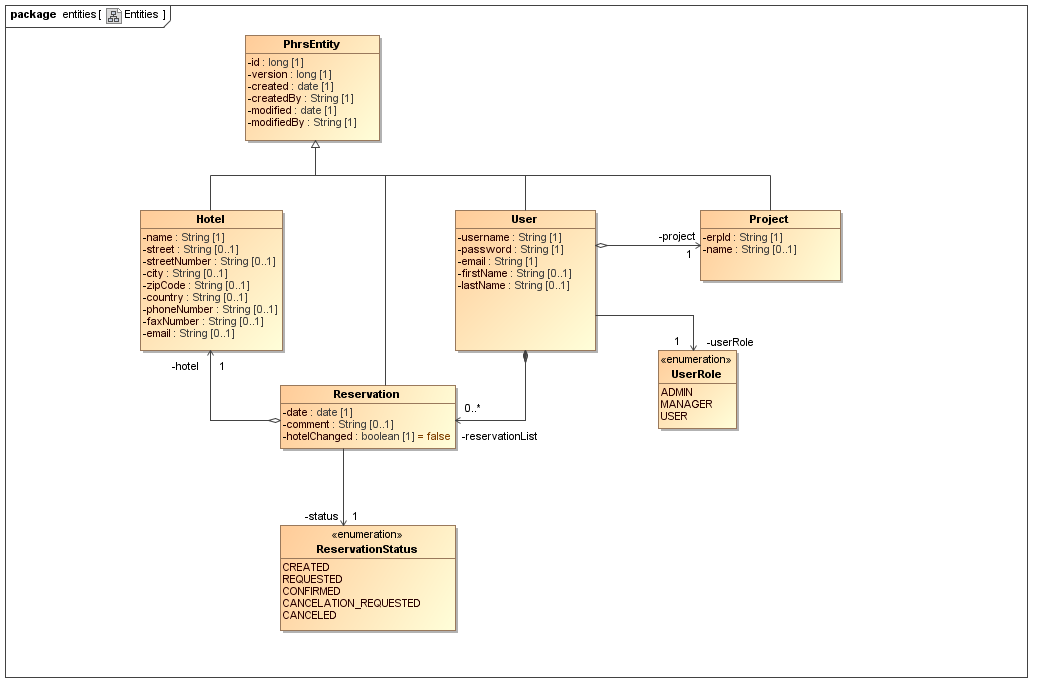 package entities [ Entities ]
PhrsEntity
-id : long [1]
-version : long [1]
-created : date [1]
-createdBy : String [1]
-modified : date [1]
-modifiedBy : String [1]
Hotel
-name : String [1]
-street : String [0..1]
-streetNumber : String [0..1]
-city : String [0..1]
-zipCode : String [0..1]
-country : String [0..1]
-phoneNumber : String [0..1]
-faxNumber : String [0..1]
-email : String [0..1]
User
-username : String [1]
-password : String [1]
-email : String [1]
-firstName : String [0..1]
-lastName : String [0..1]
-project
1
Project
-erpId : String [1]
-name : String [0..1]
1
-userRole
«enumeration»
UserRole
ADMIN
MANAGER
USER
-hotel
1
Reservation
-date : date [1]
-comment : String [0..1]
-hotelChanged : boolean [1] = false
0..*
-reservationList
-status
1
«enumeration»
ReservationStatus
CREATED
REQUESTED
CONFIRMED
CANCELATION_REQUESTED
CANCELED